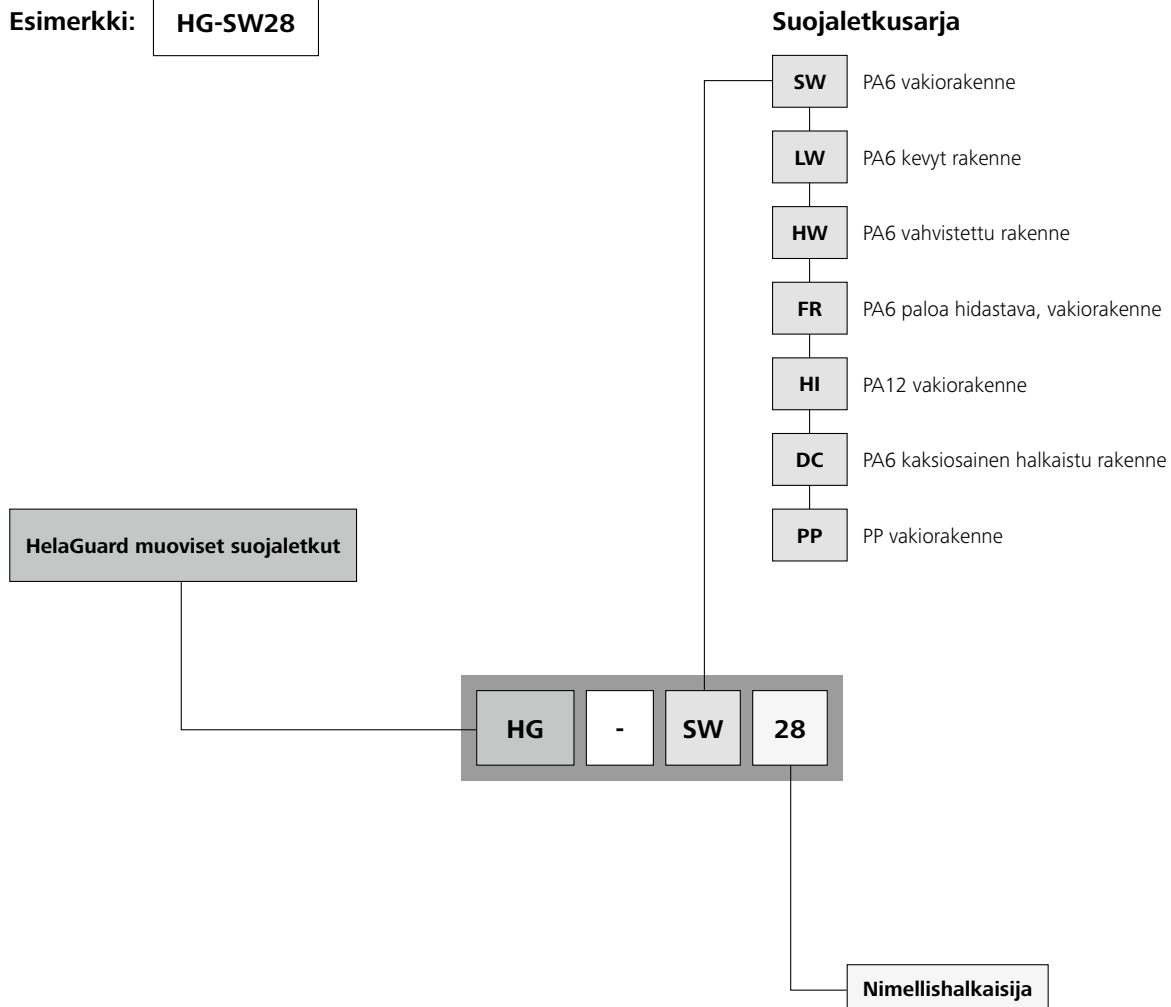 Esimerkki: HG-SW28
Suojaletkusarja
SW PA6 vakiorakenne
LW PA6 kevyt rakenne
HW PA6 vahvistettu rakenne
FR PA6 paloa hidastava, vakiorakenne
HI PA12 vakiorakenne
DC PA6 kaksiosainen halkaistu rakenne
PP PP vakiorakenne
HelaGuard muoviset suojaletkut
HG - SW 28
Nimellishalkaisija